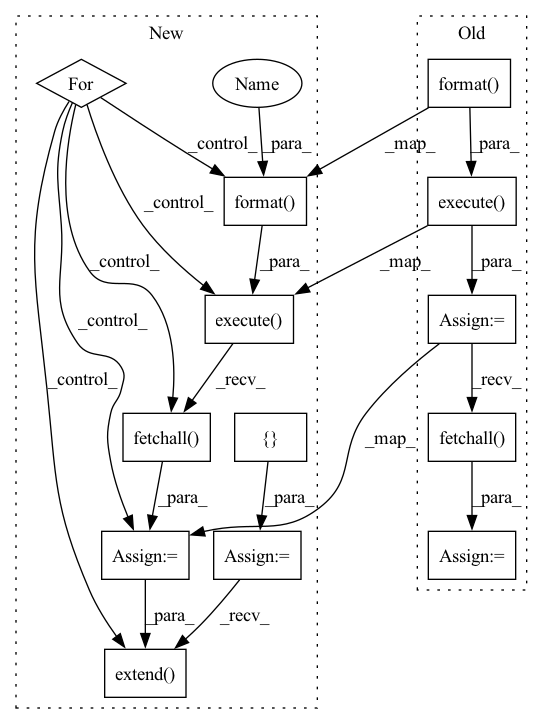 New
Old
For
Name
format()
_control_
_para_
_map_
_para_
format()
execute()
_control_
_para_
_map_
_para_
execute()
Assign:=
_control_
_control_
_recv_
_recv_
_control_
_map_
fetchall()
{}
fetchall()
_para_
_para_
_para_
Assign:=
Assign:=
Assign:=
_para_
_recv_
extend()